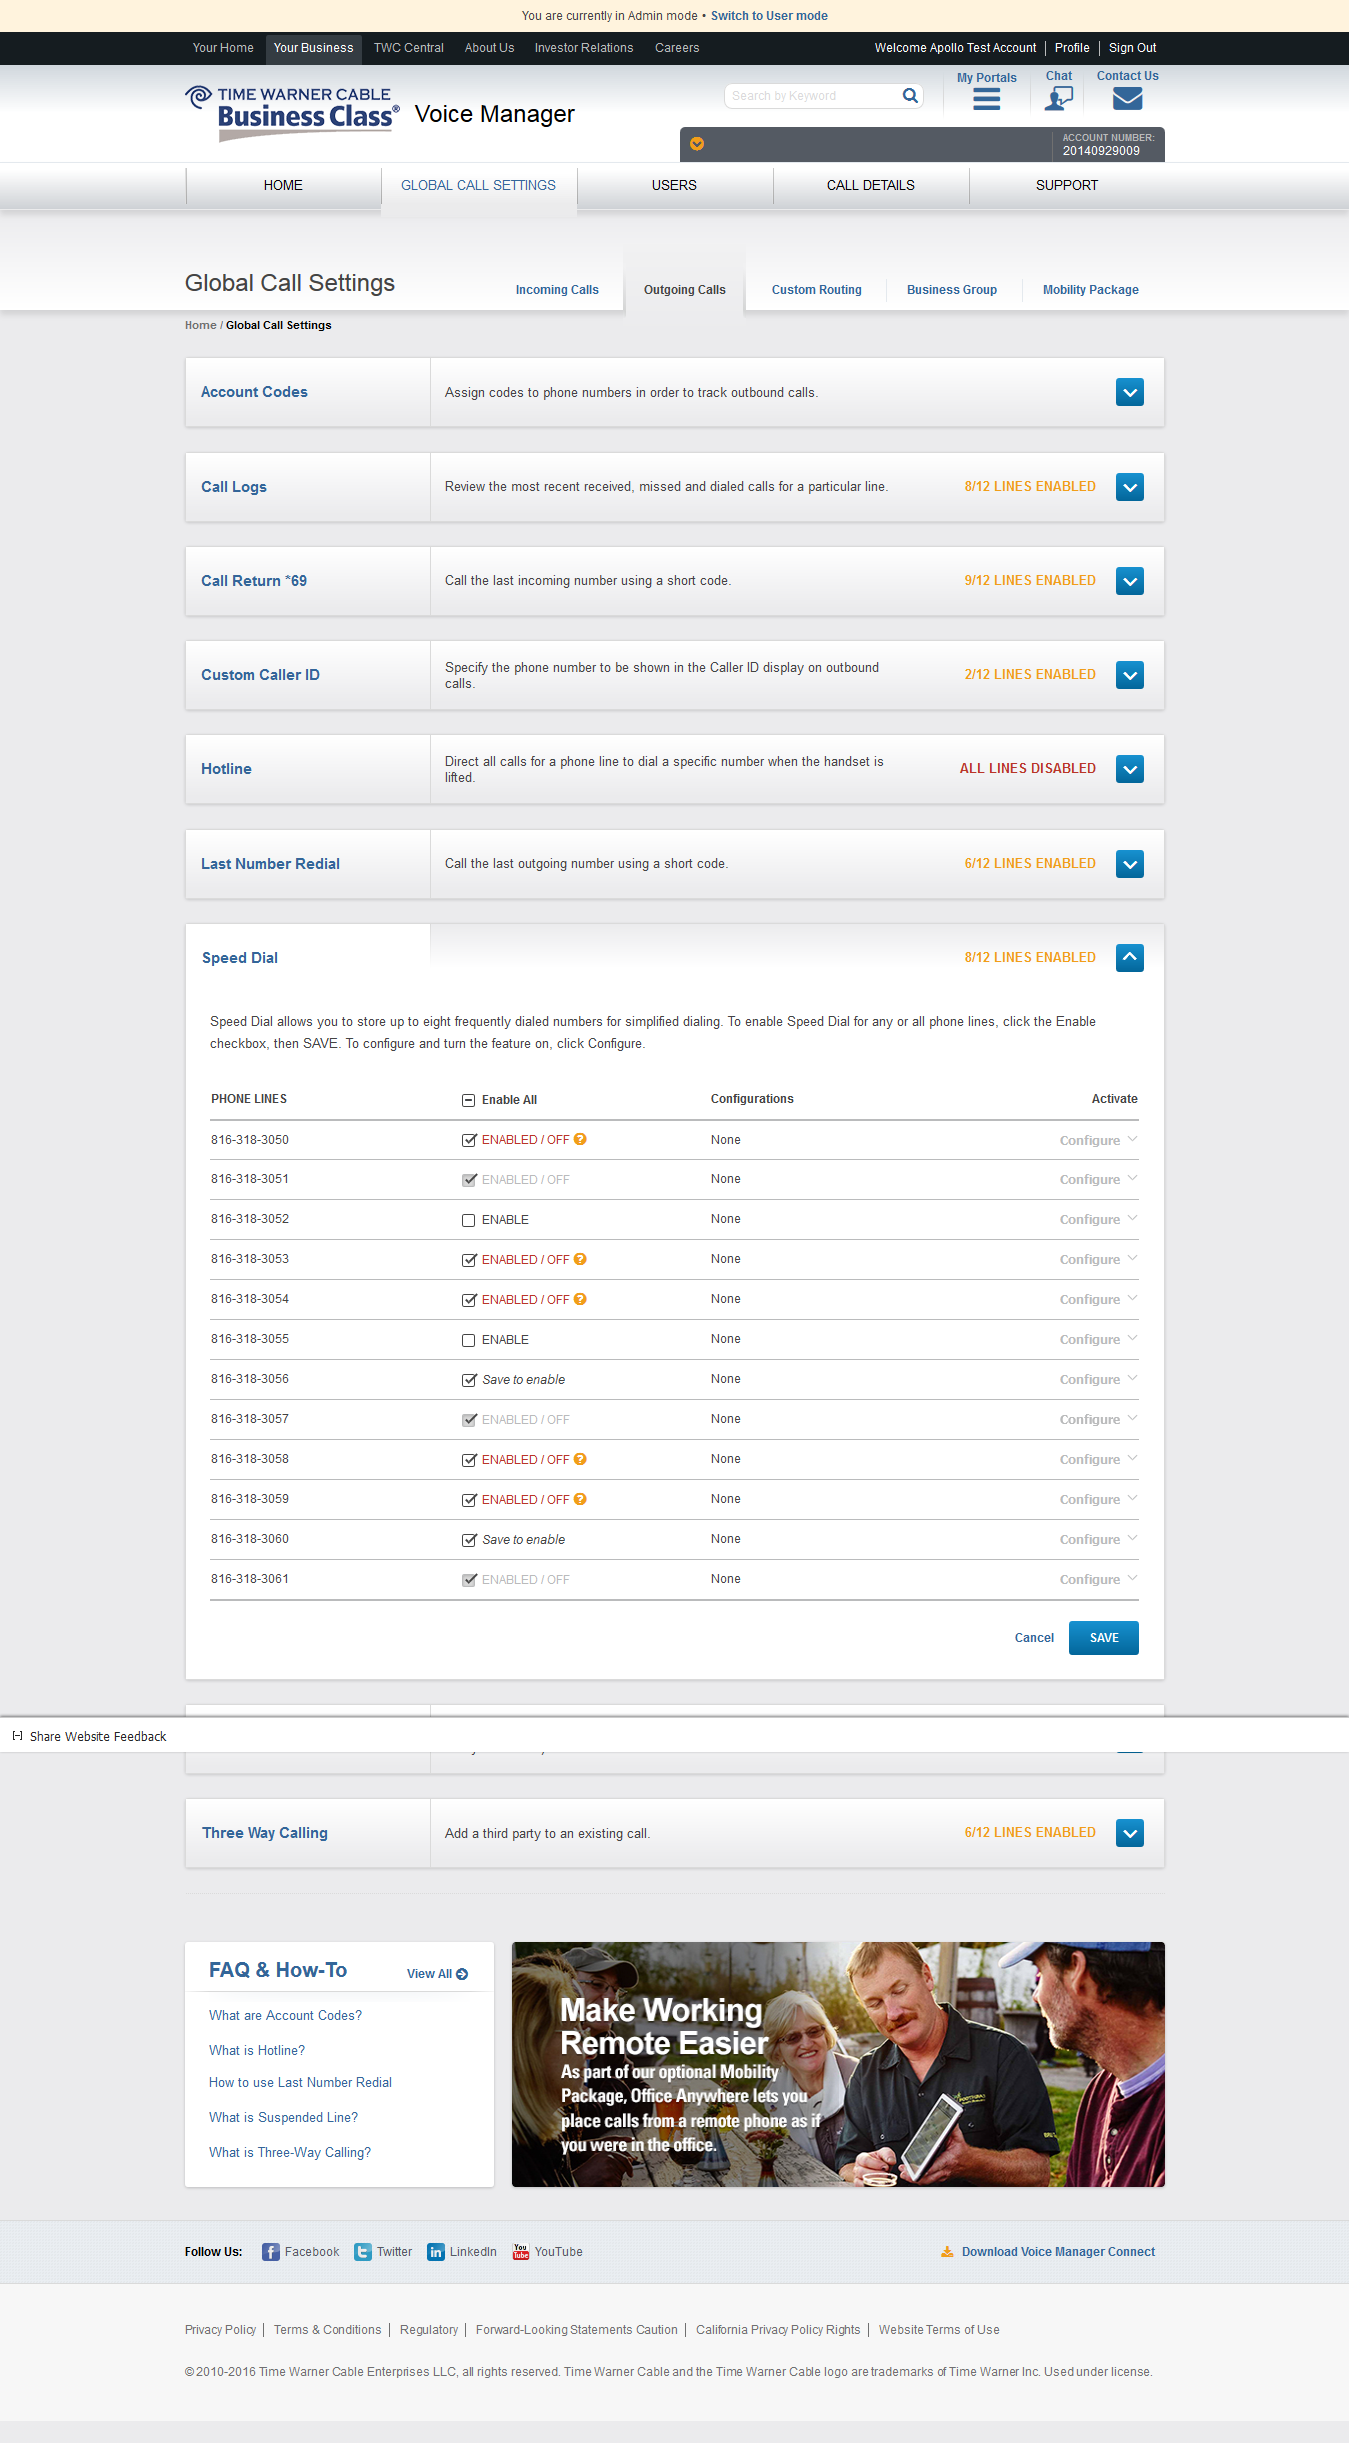 You are currently in Admin mode • Switch to User mode
Your Home Your Business TWC Central About Us Investor Relations Careers Welcome Apollo Test Account Profile Sign Out
TIME WARNER CABLE
Business Class®
Voice Manager
Search by Keyword
My Portals
Chat
Contact Us
ACCOUNT NUMBER:
20140929009
HOME GLOBAL CALL SETTINGS USERS CALL DETAILS SUPPORT
Global Call Settings
Incoming Calls Outgoing Calls Custom Routing Business Group Mobility Package
Home / Global Call Settings
Account Codes Assign codes to phone numbers in order to track outbound calls.
Call Logs Review the most recent received, missed and dialed calls for a particular line. 8/12 LINES ENABLED
Call Return *69 Call the last incoming number using a short code. 9/12 LINES ENABLED
Custom Caller ID Specify the phone number to be shown in the Caller ID display on outbound
calls.
2/12 LINES ENABLED
Hotline Direct all calls for a phone line to dial a specific number when the handset is
lifted.
ALL LINES DISABLED
Last Number Redial Call the last outgoing number using a short code. 6/12 LINES ENABLED
Speed Dial 8/12 LINES ENABLED
Speed Dial allows you to store up to eight frequently dialed numbers for simplified dialing. To enable Speed Dial for any or all phone lines, click the Enable
checkbox, then SAVE. To configure and turn the feature on, click Configure.
PHONE LINES Enable All Configurations Activate
816-318-3050 ENABLED / OFF ? None Configure
816-318-3051 ENABLED / OFF None Configure
816-318-3052 ENABLE None Configure
816-318-3053 ENABLED / OFF ? None Configure
816-318-3054 ENABLED / OFF ? None Configure
816-318-3055 ENABLE None Configure
816-318-3056 Save to enable None Configure
816-318-3057 ENABLED / OFF None Configure
816-318-3058 ENABLED / OFF ? None Configure
816-318-3059 ENABLED / OFF ? None Configure
816-318-3060 Save to enable None Configure
816-318-3061 ENABLED / OFF None Configure
Cancel SAVE
[-] Share Website Feedback
Three Way Calling Add a third party to an existing call. 6/12 LINES ENABLED
FAQ & How-To View All
What are Account Codes?
What is Hotline?
How to use Last Number Redial
What is Suspended Line?
What is Three-Way Calling?
Make Working
Remote Easier
As part of our optional Mobility
Package, Office Anywhere lets you
place calls from a remote phone as if
you were in the office.
Follow Us: Facebook Twitter LinkedIn YouTube Download Voice Manager Connect
Privacy Policy Terms & Conditions Regulatory Forward-Looking Statements Caution California Privacy Policy Rights Website Terms of Use
© 2010-2016 Time Warner Cable Enterprises LLC, all rights reserved. Time Warner Cable and the Time Warner Cable logo are trademarks of Time Warner Inc. Used under license.